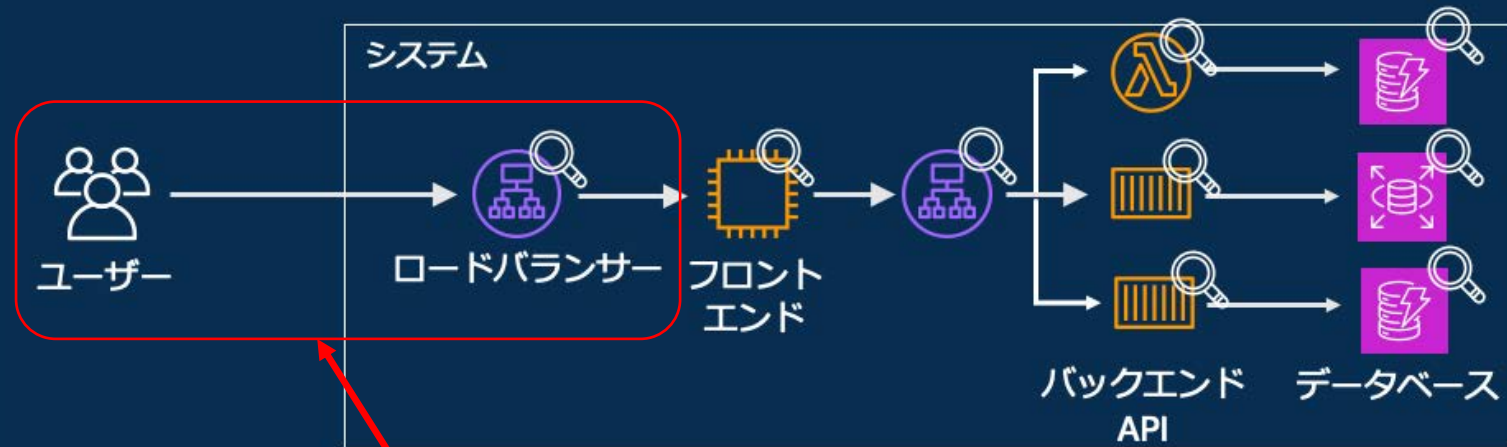 システム
ユーザー
ロードバランサー
フロント
エンド
バックエンド
API
データベース